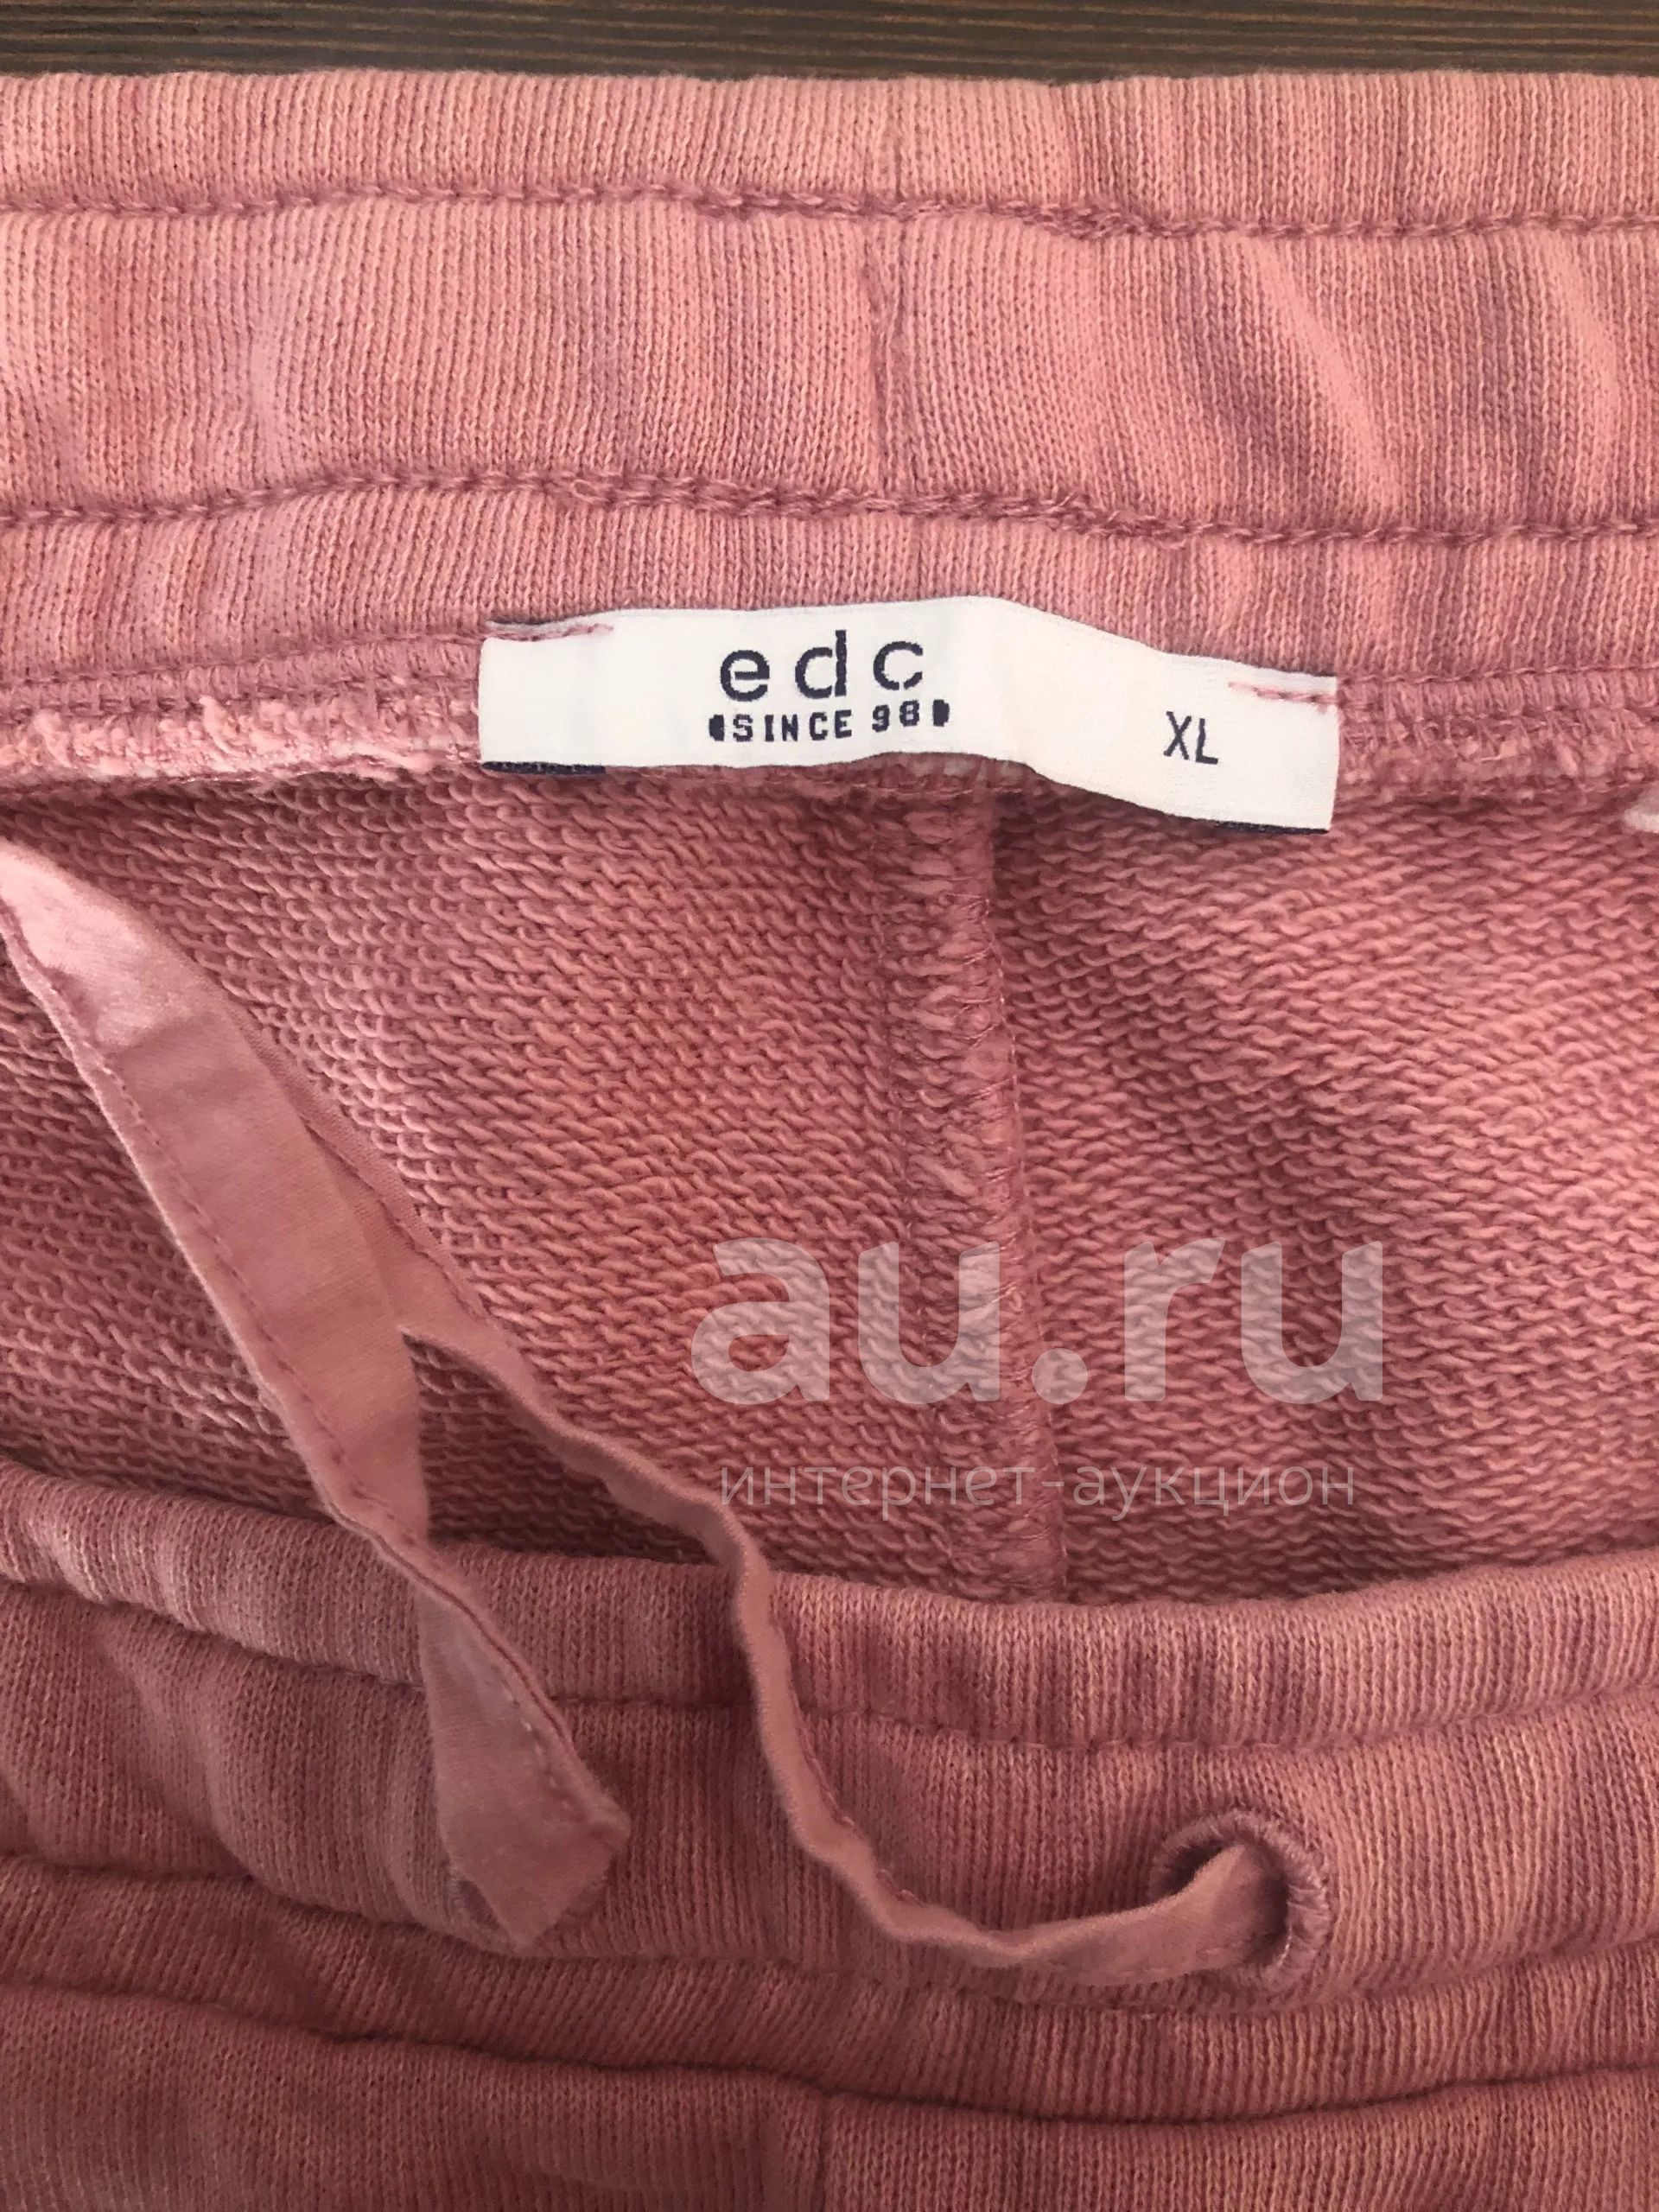 edc
SINCE 98
XL
au.ru
интернет-аукцион